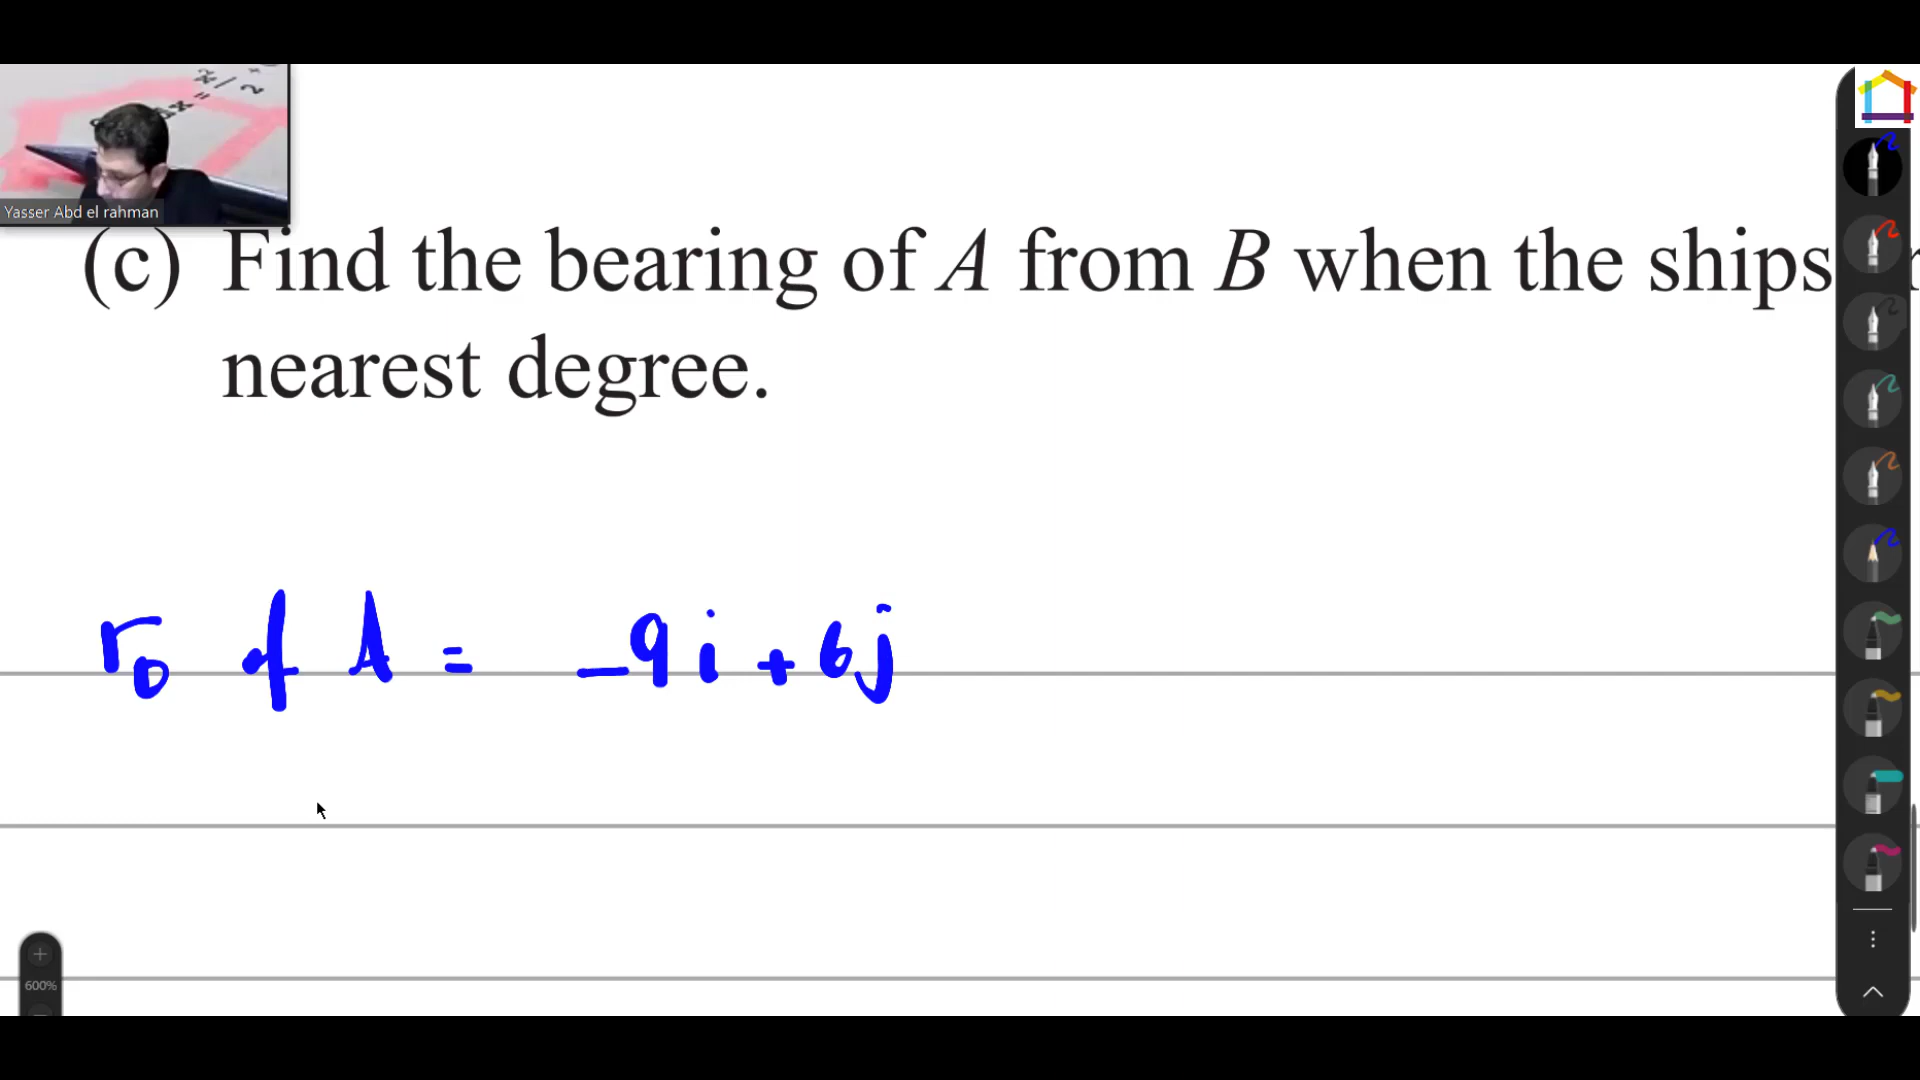 Yasser Abd el rahman
(c) Find the bearing of A from B when the ships
nearest degree.
r₀ of A = -9i + 6j
600%